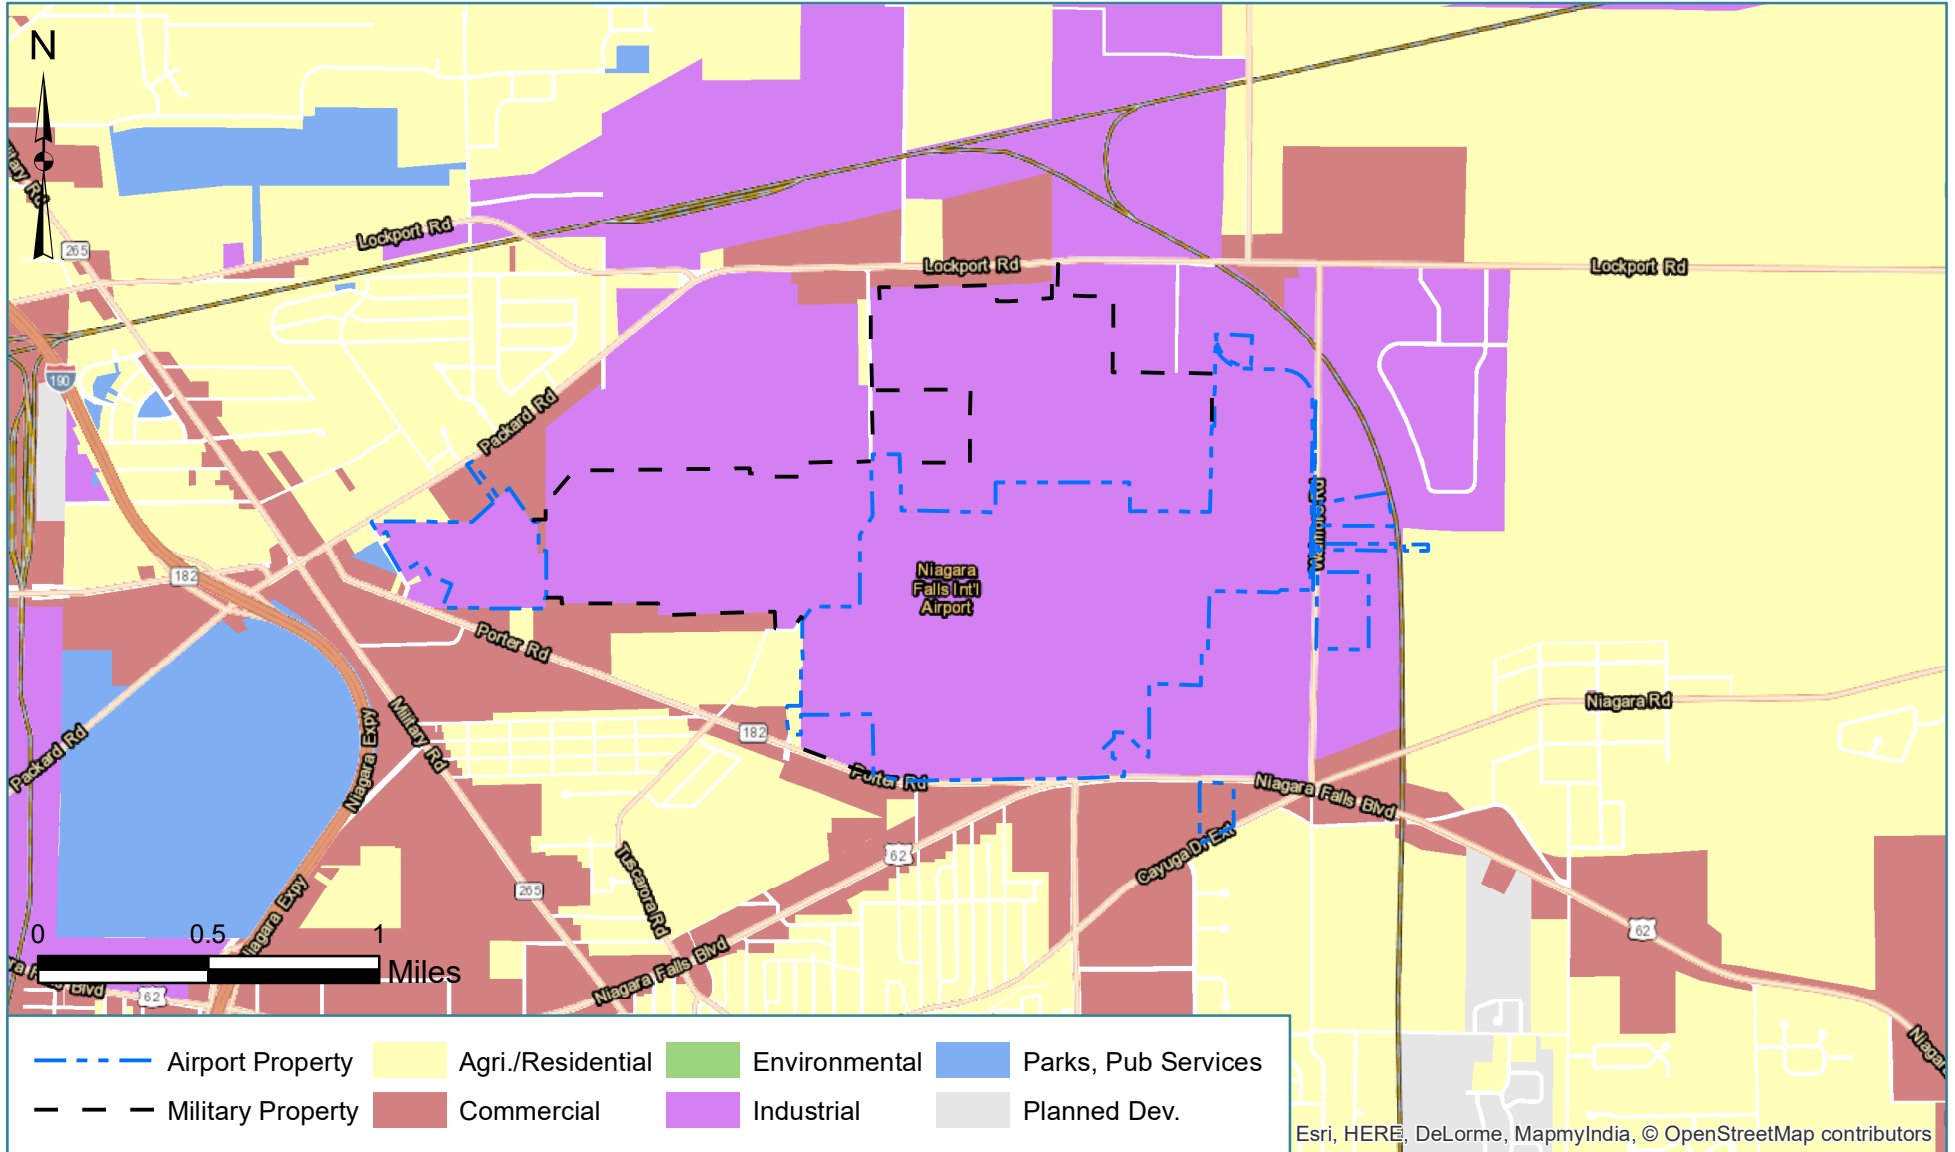 N
265
Lockport Rd
Lockport Rd
Lockport Rd
190
Packard Rd
182
Niagara
Falls Int'l
Airport
Porter Rd
Niagara Rd
Packard Rd
Niagara Expy
Military Rd
182
Porter Rd
Niagara Falls Blvd
62
Cayuga Dr Ext
Tuscarora Rd
265
Niagara Expy
62
Niagara Falls Blvd
62
0 0.5 1
Miles
Blvd
Airport Property
Agri./Residential
Environmental
Parks, Pub Services
Military Property
Commercial
Industrial
Planned Dev.
Esri, HERE, DeLorme, MapmyIndia, © OpenStreetMap contributors